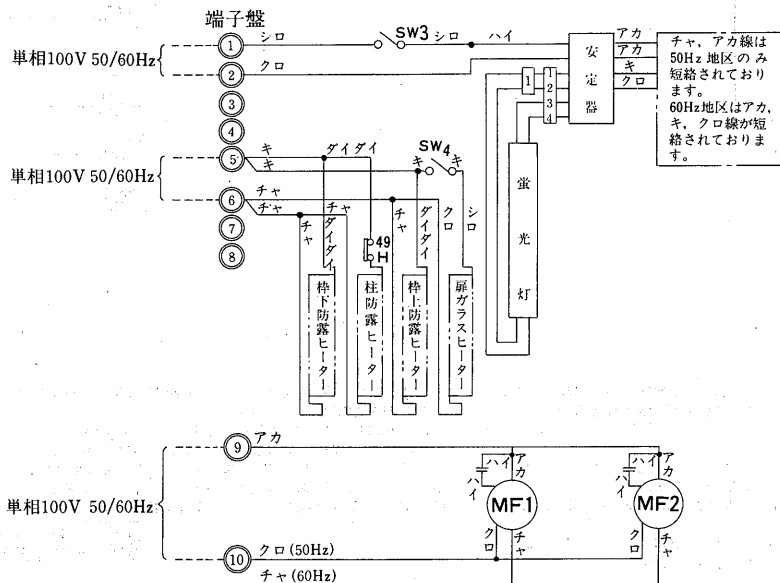 端子盤
単相100V 50/60Hz
①
シロ
SW3
シロ
ハイ
安定器
アカ
アカ
キ
クロ
チャ，アカ線は
50Hz地区のみ
短絡されており
ます。
60Hz地区はアカ，
キ，クロ線が短
絡されておりま
す。
②
クロ
1
1
2
3
4
③
④
単相100V 50/60Hz
⑤
キ
キ
ダイダイ
SW4
キ
キ
⑥
チャ
チャ
チャ
チャ
ダイダイ
チャ
ダイダイ
クロ
シロ
⑦
⑧
49
H
枠下防露ヒーター
柱防露ヒーター
枠上防露ヒーター
扉ガラスヒーター
蛍光灯
単相100V 50/60Hz
⑨
アカ
ハイ
アカ
ハイ
MF1
クロ
チャ
ハイ
アカ
ハイ
MF2
クロ
チャ
⑩
クロ(50Hz)
チャ(60Hz)